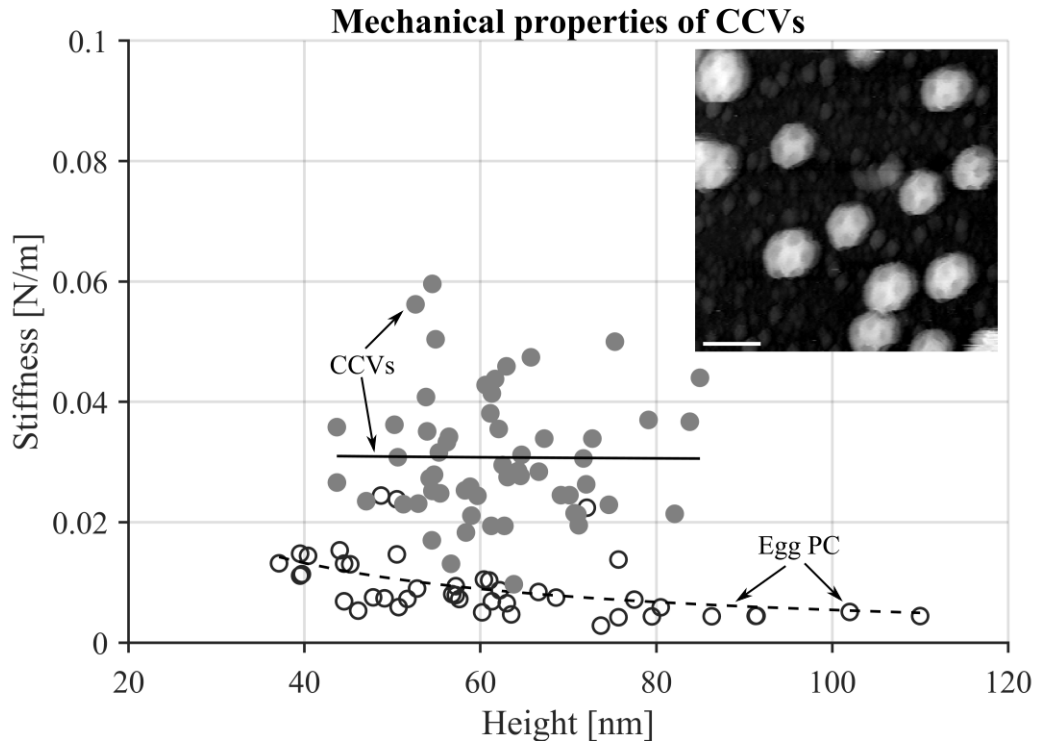 Mechanical properties of CCVs
0.1
0.08
0.06
0.04
0.02
0
Stiffness [N/m]
CCVs
Egg PC
20 40 60 80 100 120
Height [nm]